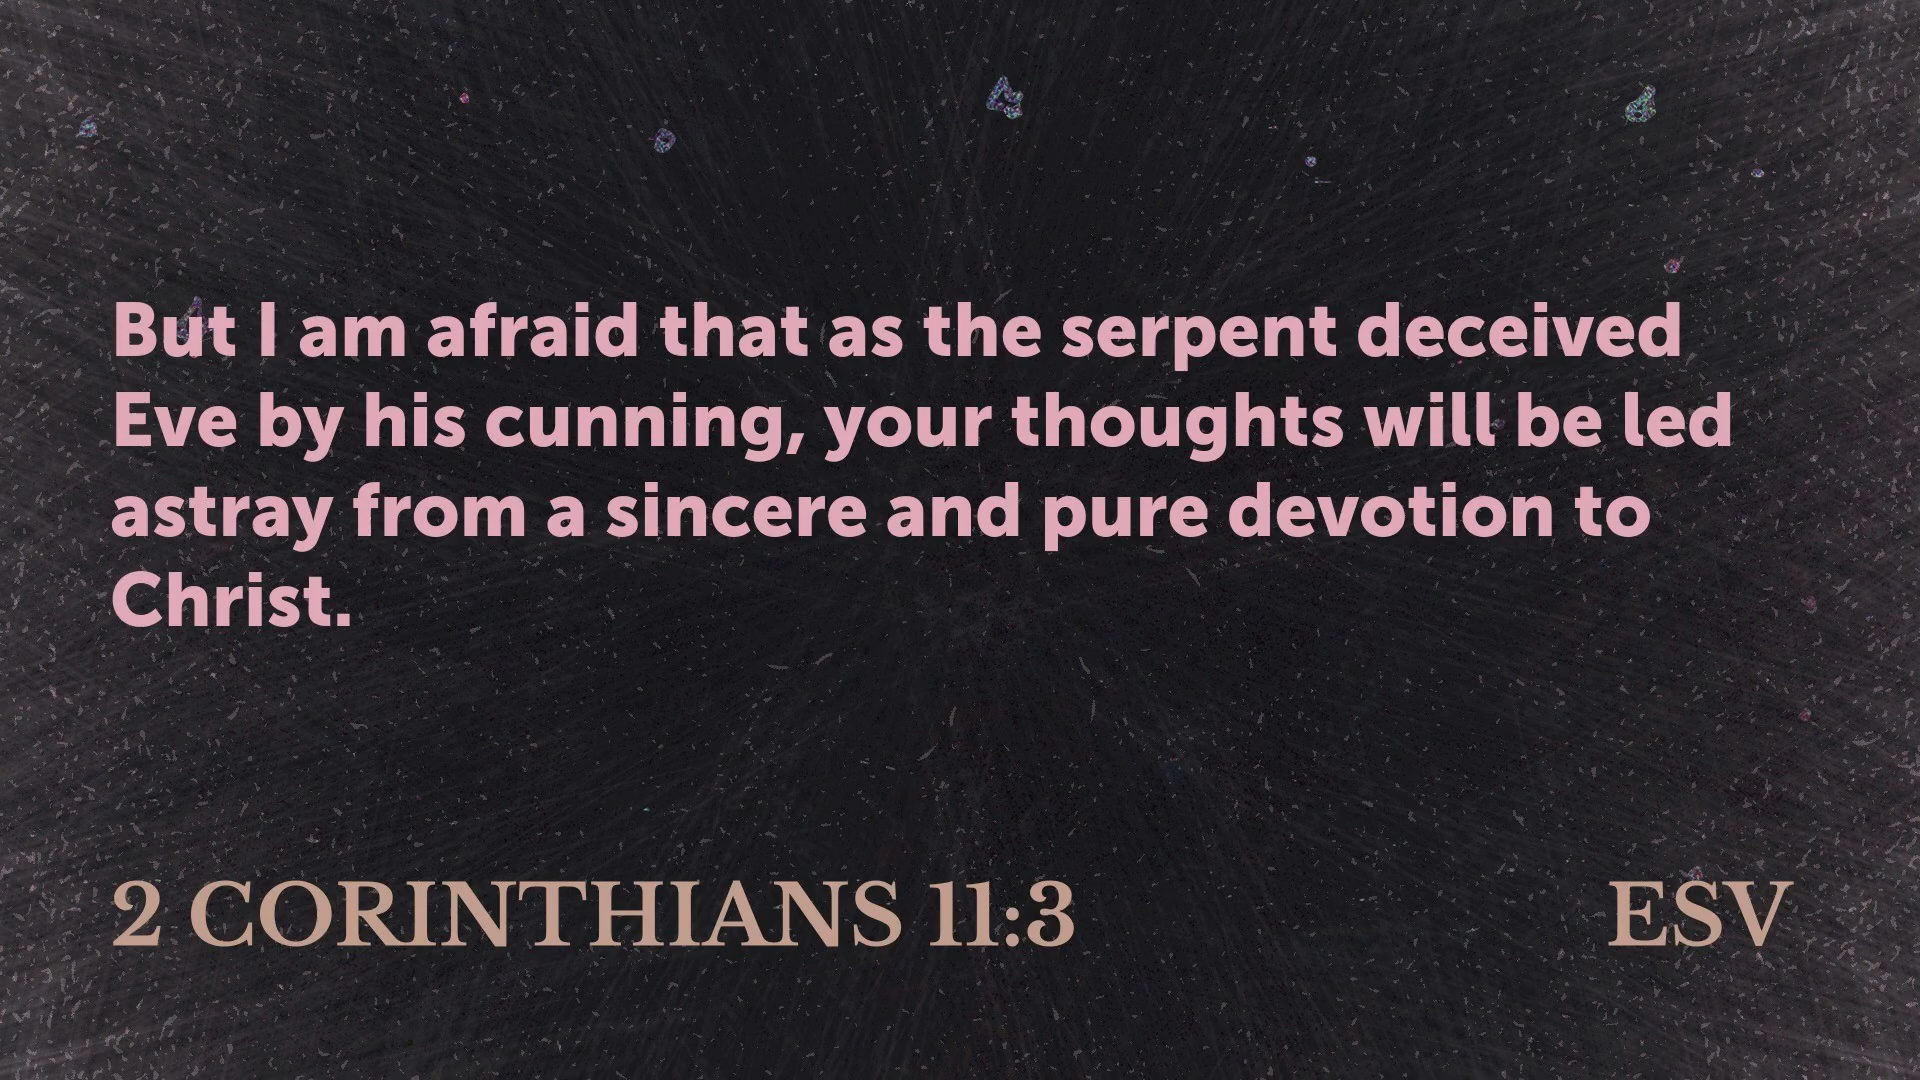 But I am afraid that as the serpent deceived
Eve by his cunning, your thoughts will be led
astray from a sincere and pure devotion to
Christ.
2 CORINTHIANS 11:3 ESV